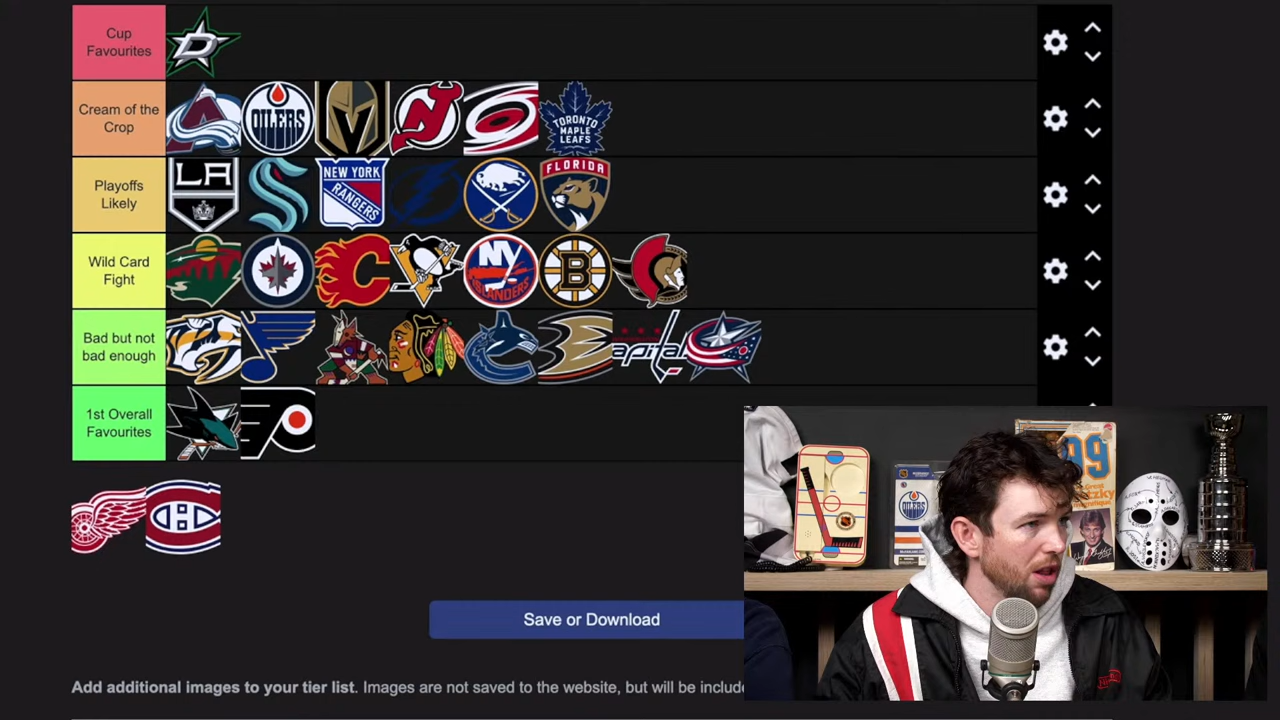 Cup
Favourites
Cream of the
Crop
OILERS
TORONTO
MAPLE
LEAFS
Playoffs
Likely
LA
NEW YORK
RANGERS
FLORIDA
Wild Card
Fight
NY
ISLANDERS
B
Bad but not
bad enough
capitals
1st Overall
Favourites
99
OILERS
Save or Download
Add additional images to your tier list. Images are not saved to the website, but will be include